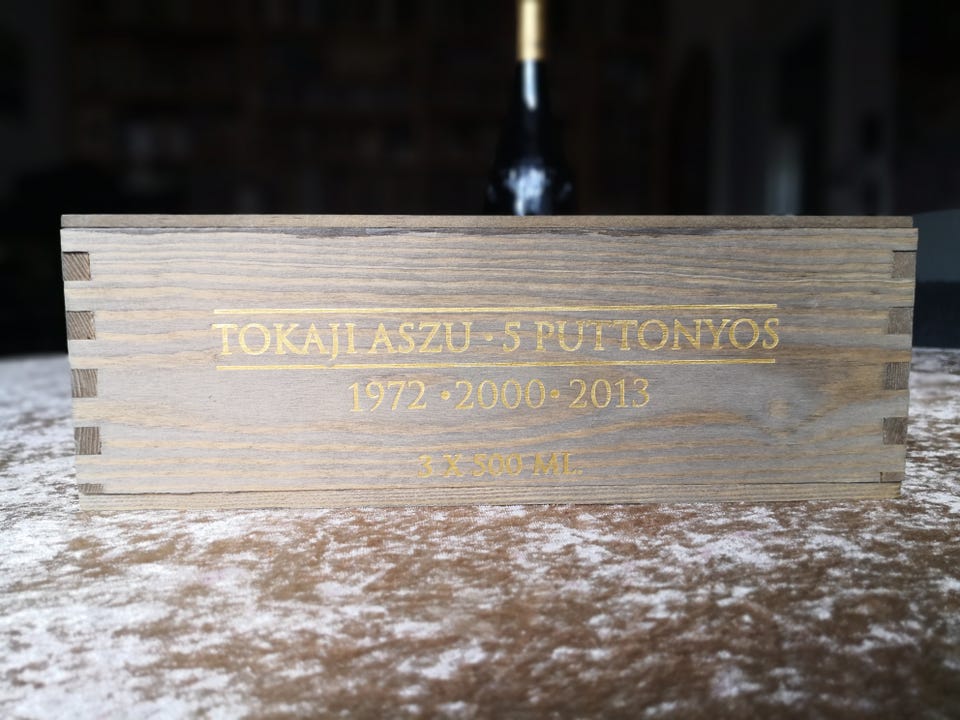 TOKAJI ASZU · 5 PUTTONYOS
1972 · 2000 · 2013
3 X 500 ML